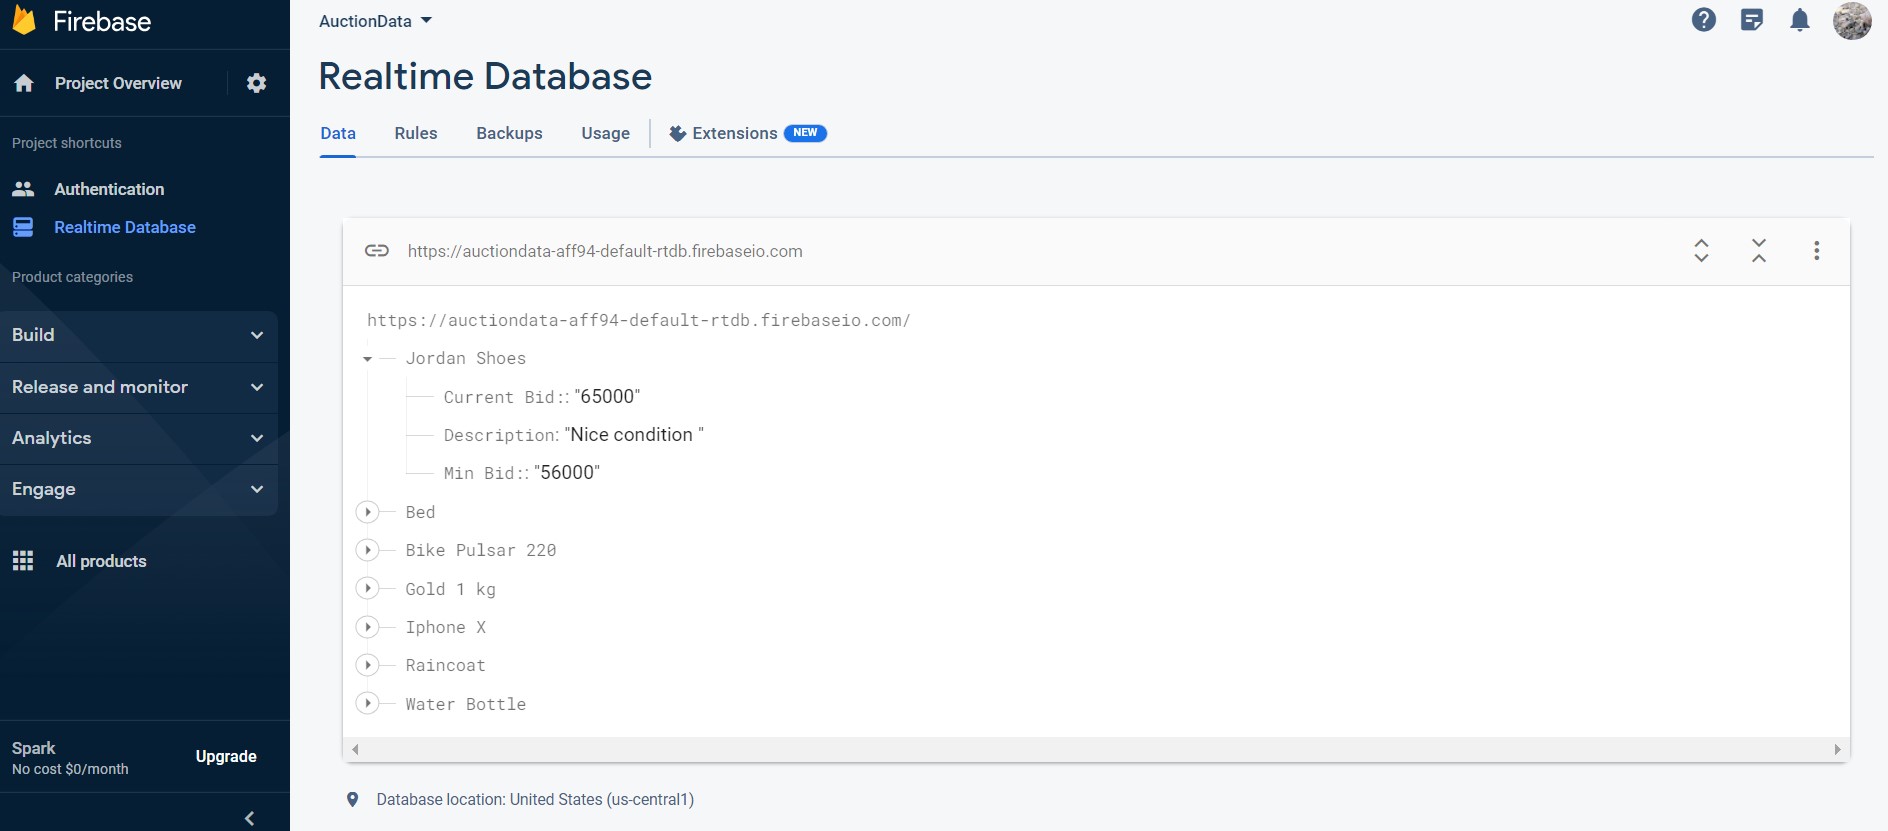 Firebase
AuctionData
Project Overview
Realtime Database
Data Rules Backups Usage Extensions NEW
Project shortcuts
Authentication
Realtime Database
Product categories
Build
Release and monitor
Analytics
Engage
All products
Spark
No cost $0/month
Upgrade
https://auctiondata-aff94-default-rtdb.firebaseio.com
https://auctiondata-aff94-default-rtdb.firebaseio.com/
Jordan Shoes
Current Bid:: "65000"
Description: "Nice condition "
Min Bid:: "56000"
Bed
Bike Pulsar 220
Gold 1 kg
Iphone X
Raincoat
Water Bottle
Database location: United States (us-central1)